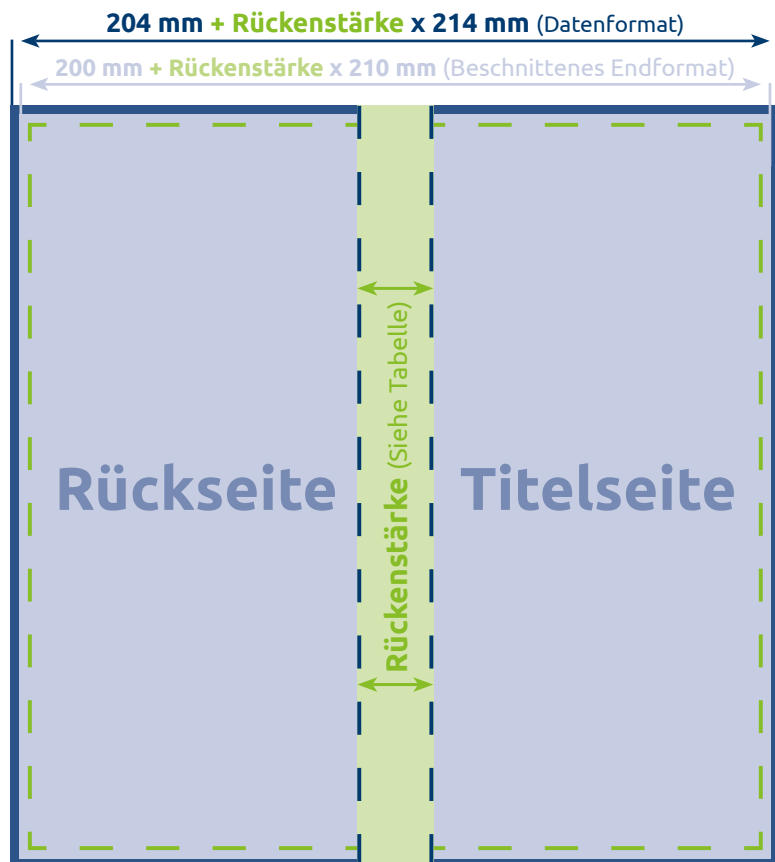 204 mm + Rückenstärke x 214 mm (Datenformat)
200 mm + Rückenstärke x 210 mm (Beschnittenes Endformat)
Rückseite
Rückenstärke (Siehe Tabelle)
Titelseite